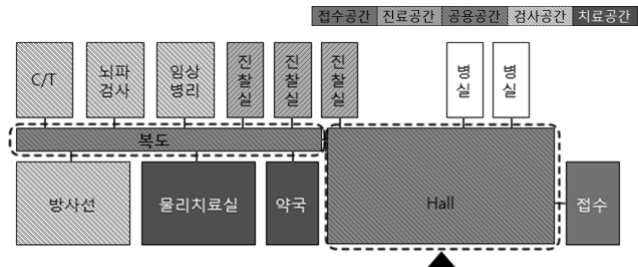 접수공간 진료공간 공용공간 검사공간 치료공간
C/T
뇌파
검사
임상
병리
진
찰
실
진
찰
실
진
찰
실
병
실
병
실
복도
방사선
물리치료실
약국
Hall
접수